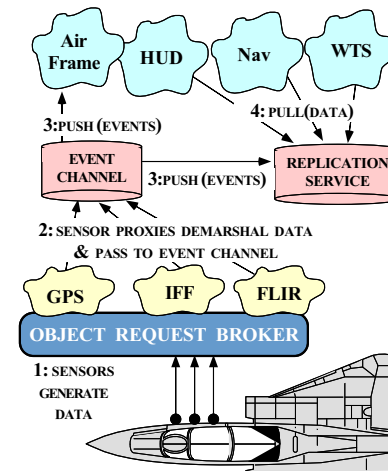 Air
Frame
HUD
Nav
WTS
4: PULL(DATA)
3: PUSH (EVENTS)
EVENT
CHANNEL
3: PUSH (EVENTS)
REPLICATION
SERVICE
2: SENSOR PROXIES DEMARSHAL DATA
& PASS TO EVENT CHANNEL
GPS
IFF
FLIR
OBJECT REQUEST BROKER
1: SENSORS
GENERATE
DATA